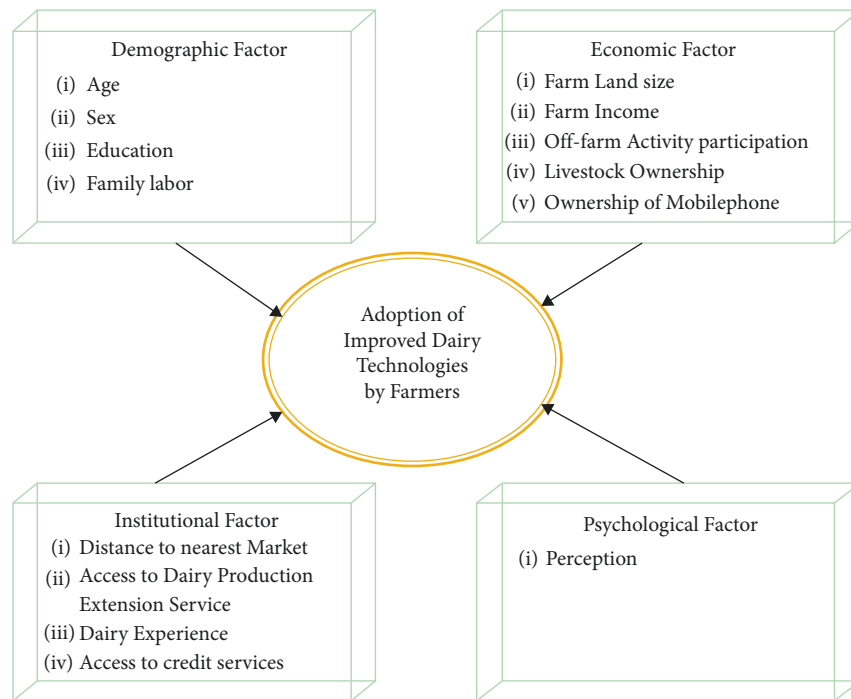 Demographic Factor
(i) Age
(ii) Sex
(iii) Education
(iv) Family labor
Economic Factor
(i) Farm Land size
(ii) Farm Income
(iii) Off-farm Activity participation
(iv) Livestock Ownership
(v) Ownership of Mobilephone
Adoption of
Improved Dairy
Technologies
by Farmers
Institutional Factor
(i) Distance to nearest Market
(ii) Access to Dairy Production
Extension Service
(iii) Dairy Experience
(iv) Access to credit services
Psychological Factor
(i) Perception